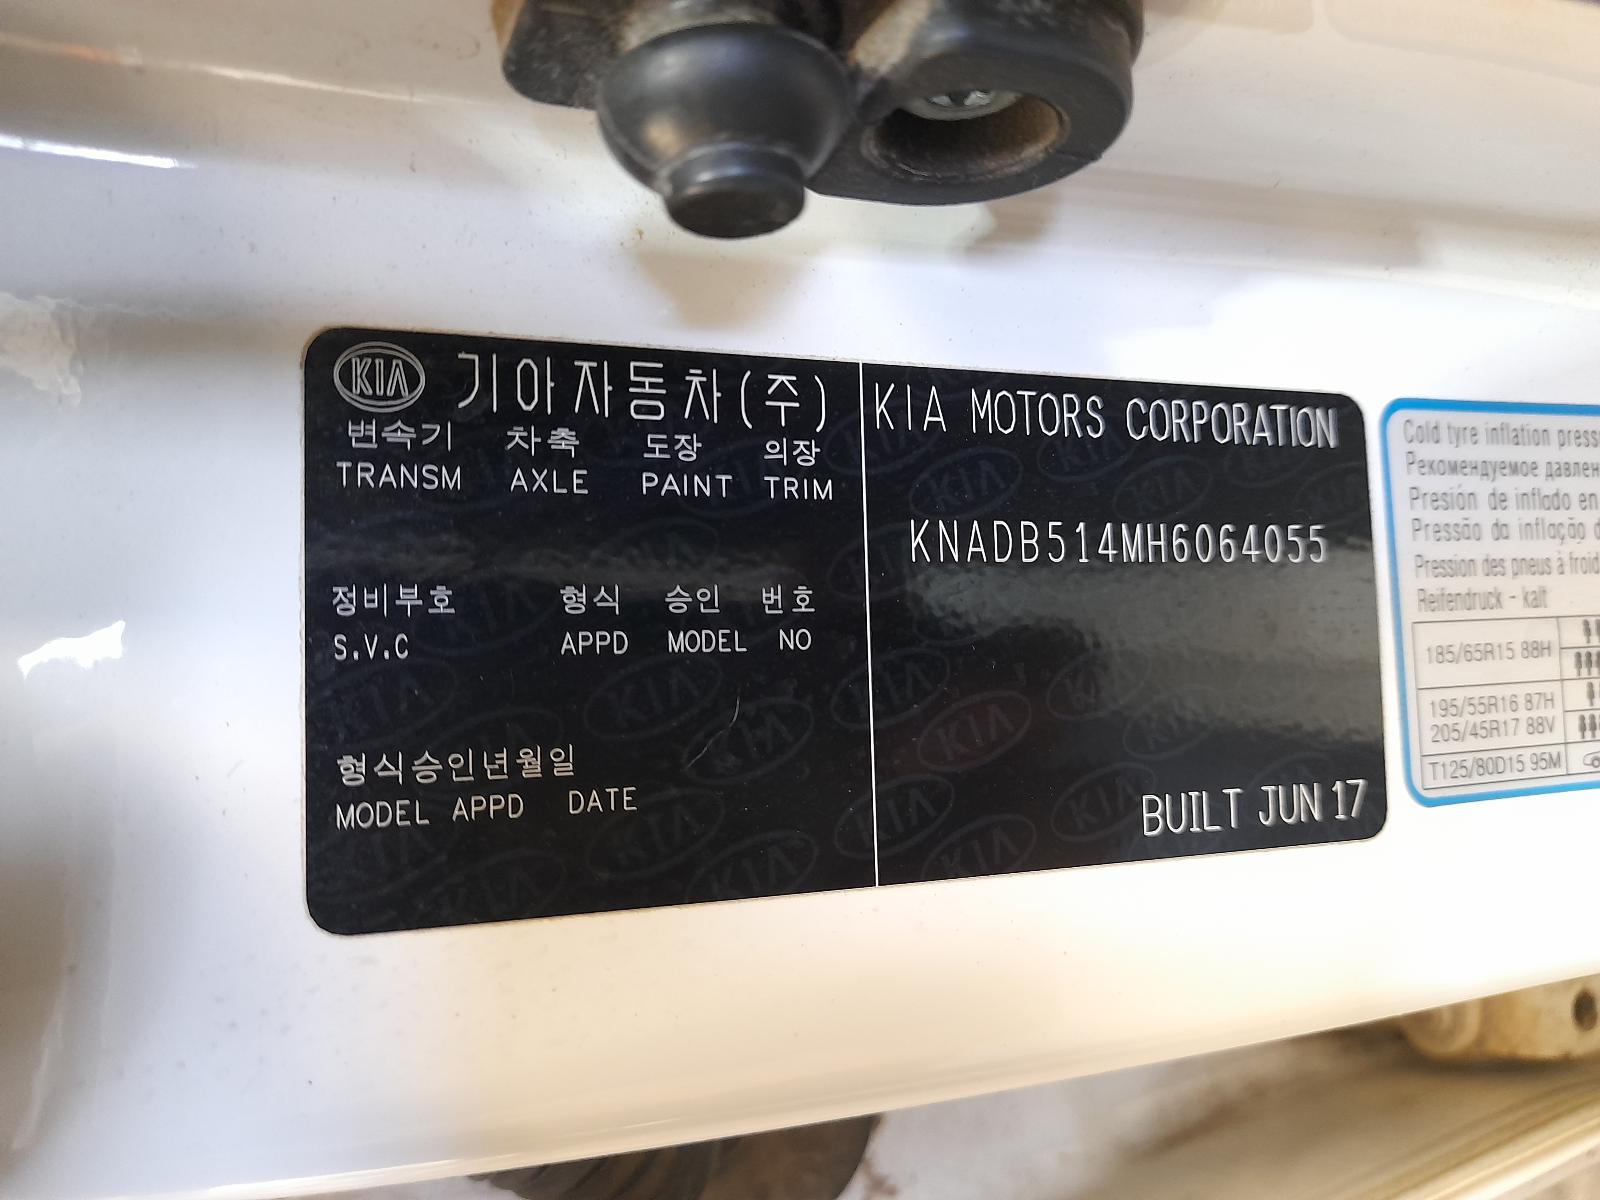 KIA 기아자동차(주)
변속기 차축 도장 의장
TRANSM AXLE PAINT TRIM
정비부호 형식 승인 번호
S.V.C APPD MODEL NO
형식승인년월일
MODEL APPD DATE
KIA MOTORS CORPORATION
KNADB514MH6064055
BUILT JUN 17
Cold tyre inflation press
Рекомендуемое давлен
Presión de inflado en
Pressão da inflação d
Pression des pneus à froid
Reifendruck - kalt
185/65R15 88H
195/55R16 87H
205/45R17 88V
T125/80D15 95M